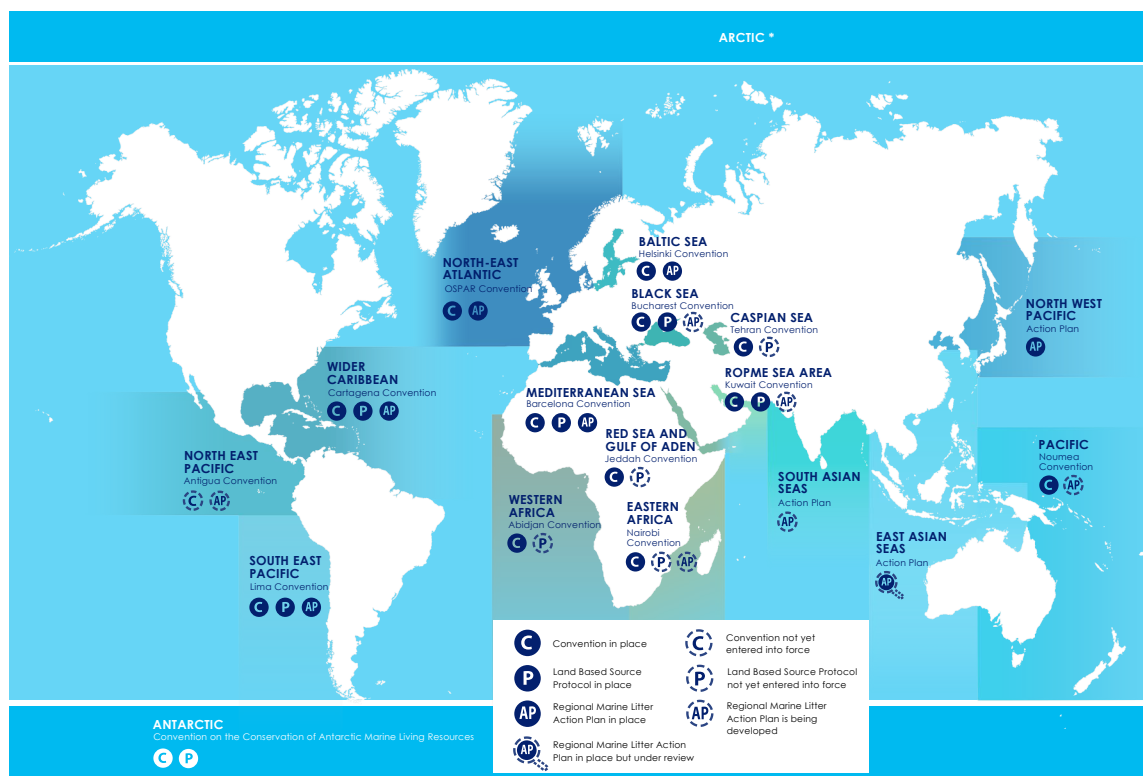 ARCTIC *
NORTH-EAST
ATLANTIC
OSPAR Convention
C AP
BALTIC SEA
Helsinki Convention
C AP
BLACK SEA
Bucharest Convention
C P AP
CASPIAN SEA
Tehran Convention
C P
NORTH WEST
PACIFIC
Action Plan
AP
WIDER
CARIBBEAN
Cartagena Convention
C P AP
MEDITERRANEAN SEA
Barcelona Convention
C P AP
ROPME SEA AREA
Kuwait Convention
C P AP
RED SEA AND
GULF OF ADEN
Jeddah Convention
C P
NORTH EAST
PACIFIC
Antigua Convention
C AP
PACIFIC
Noumea
Convention
C AP
SOUTH ASIAN
SEAS
Action Plan
AP
WESTERN
AFRICA
Abidjan Convention
C P
EASTERN
AFRICA
Nairobi
Convention
C P AP
EAST ASIAN
SEAS
Action Plan
AP
SOUTH EAST
PACIFIC
Lima Convention
C P AP
C Convention in place
P Land Based Source
Protocol in place
AP Regional Marine Litter
Action Plan in place
AP Regional Marine Litter Action
Plan in place but under review
C Convention not yet
entered into force
P Land Based Source Protocol
not yet entered into force
AP Regional Marine Litter
Action Plan is being
developed
ANTARCTIC
Convention on the Conservation of Antarctic Marine Living Resources
C P